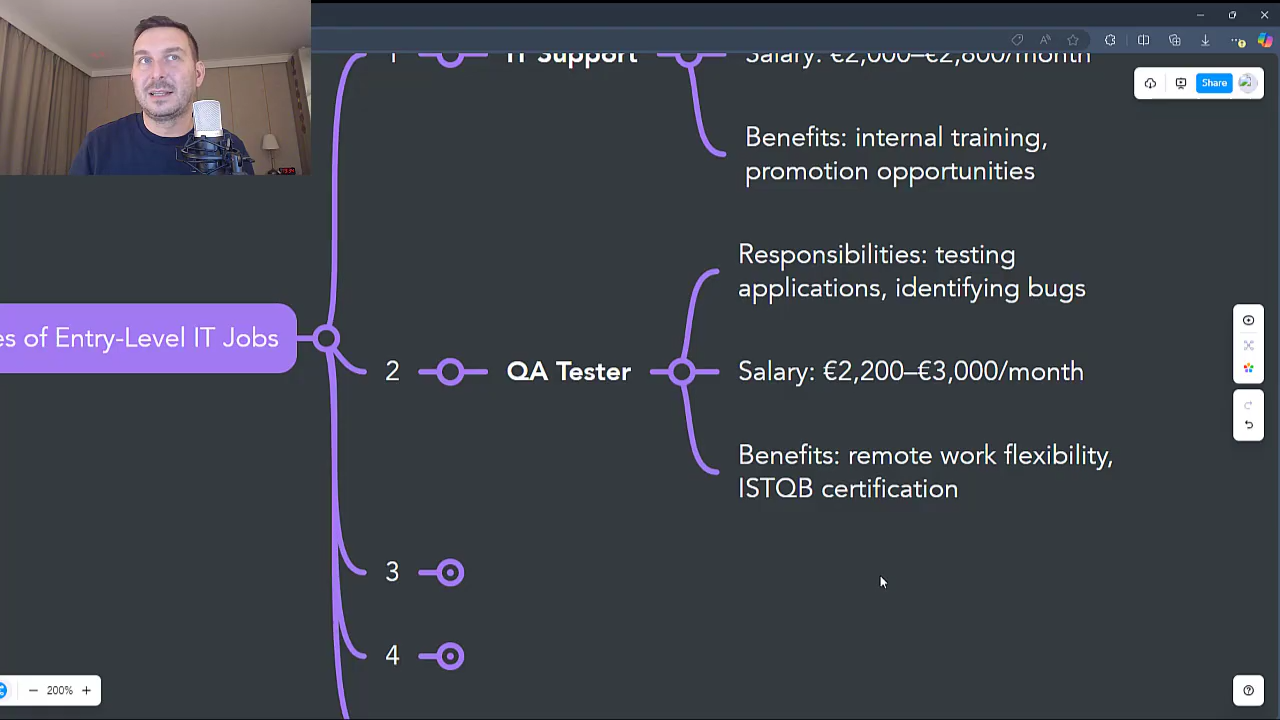 1
IT Support
Salary: €2,000–€2,800/month
Share
Benefits: internal training,
promotion opportunities
Responsibilities: testing
applications, identifying bugs
es of Entry-Level IT Jobs
2
QA Tester
Salary: €2,200–€3,000/month
Benefits: remote work flexibility,
ISTQB certification
3
4
200%